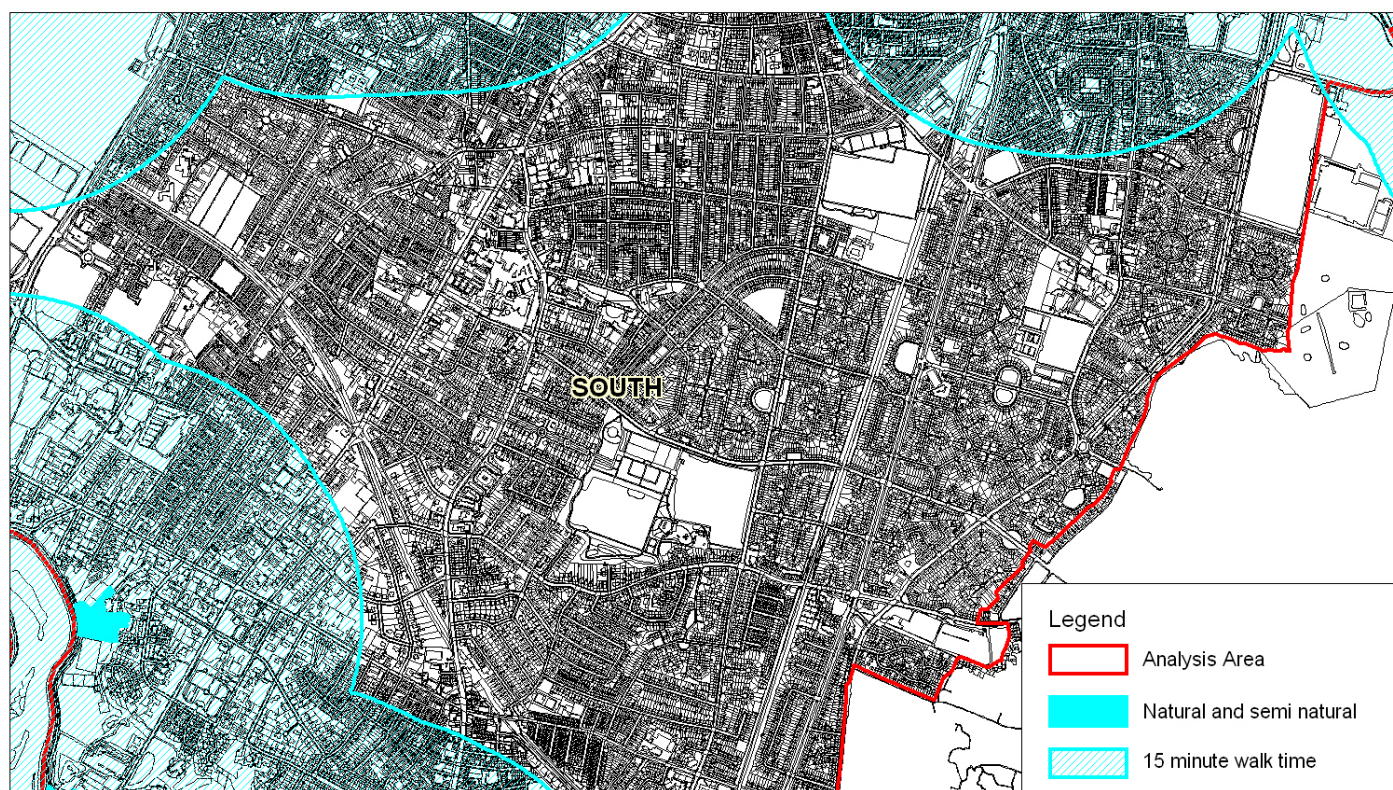 SOUTH
Legend
Analysis Area
Natural and semi natural
15 minute walk time